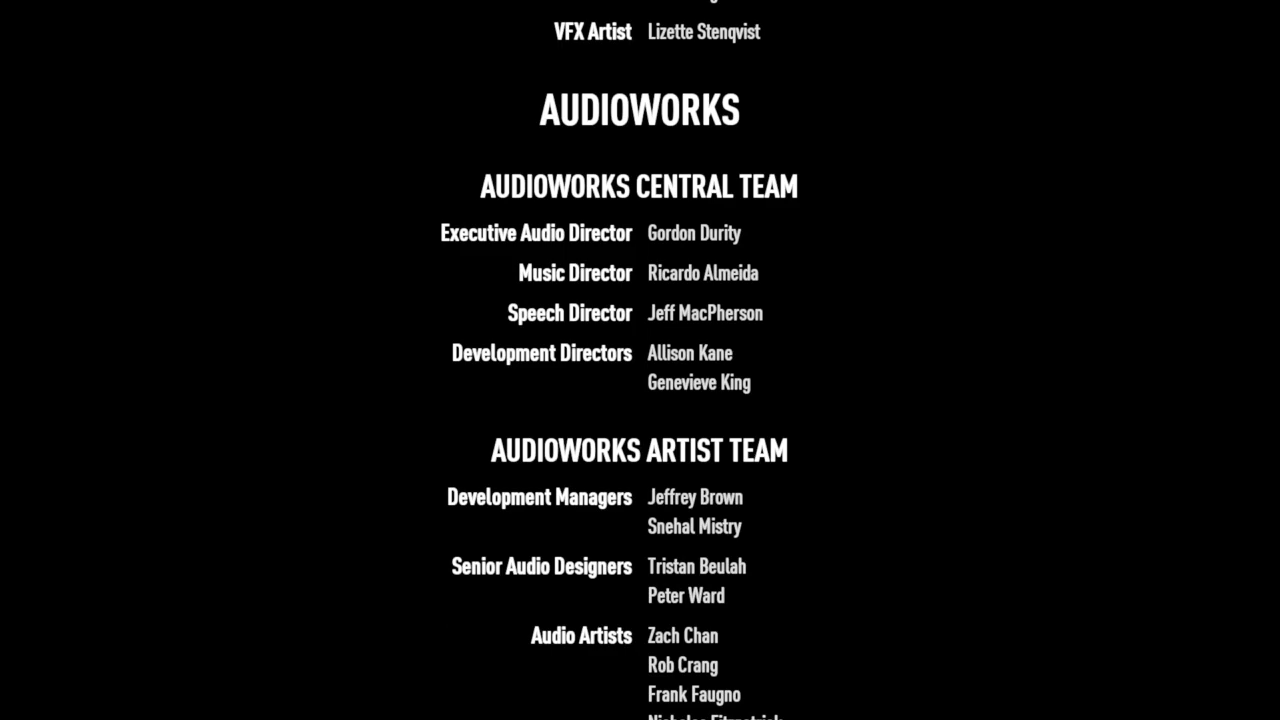 VFX Artist Lizette Stenqvist
AUDIOWORKS
AUDIOWORKS CENTRAL TEAM
Executive Audio Director Gordon Durity
Music Director Ricardo Almeida
Speech Director Jeff MacPherson
Development Directors Allison Kane
Genevieve King
AUDIOWORKS ARTIST TEAM
Development Managers Jeffrey Brown
Snehal Mistry
Senior Audio Designers Tristan Beulah
Peter Ward
Audio Artists Zach Chan
Rob Crang
Frank Faugno